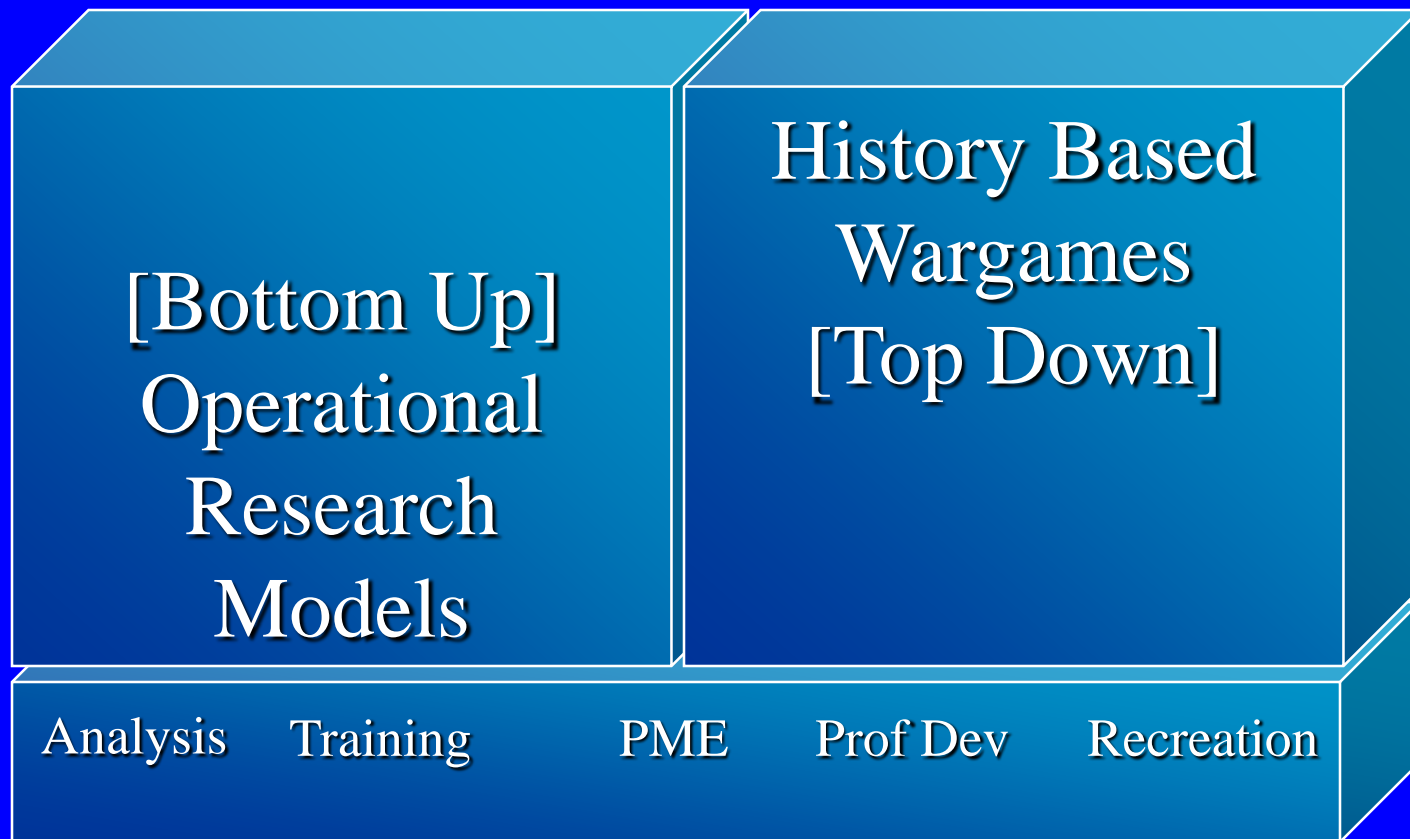 [Bottom Up]
Operational
Research
Models
History Based
Wargames
[Top Down]
Analysis Training PME Prof Dev Recreation